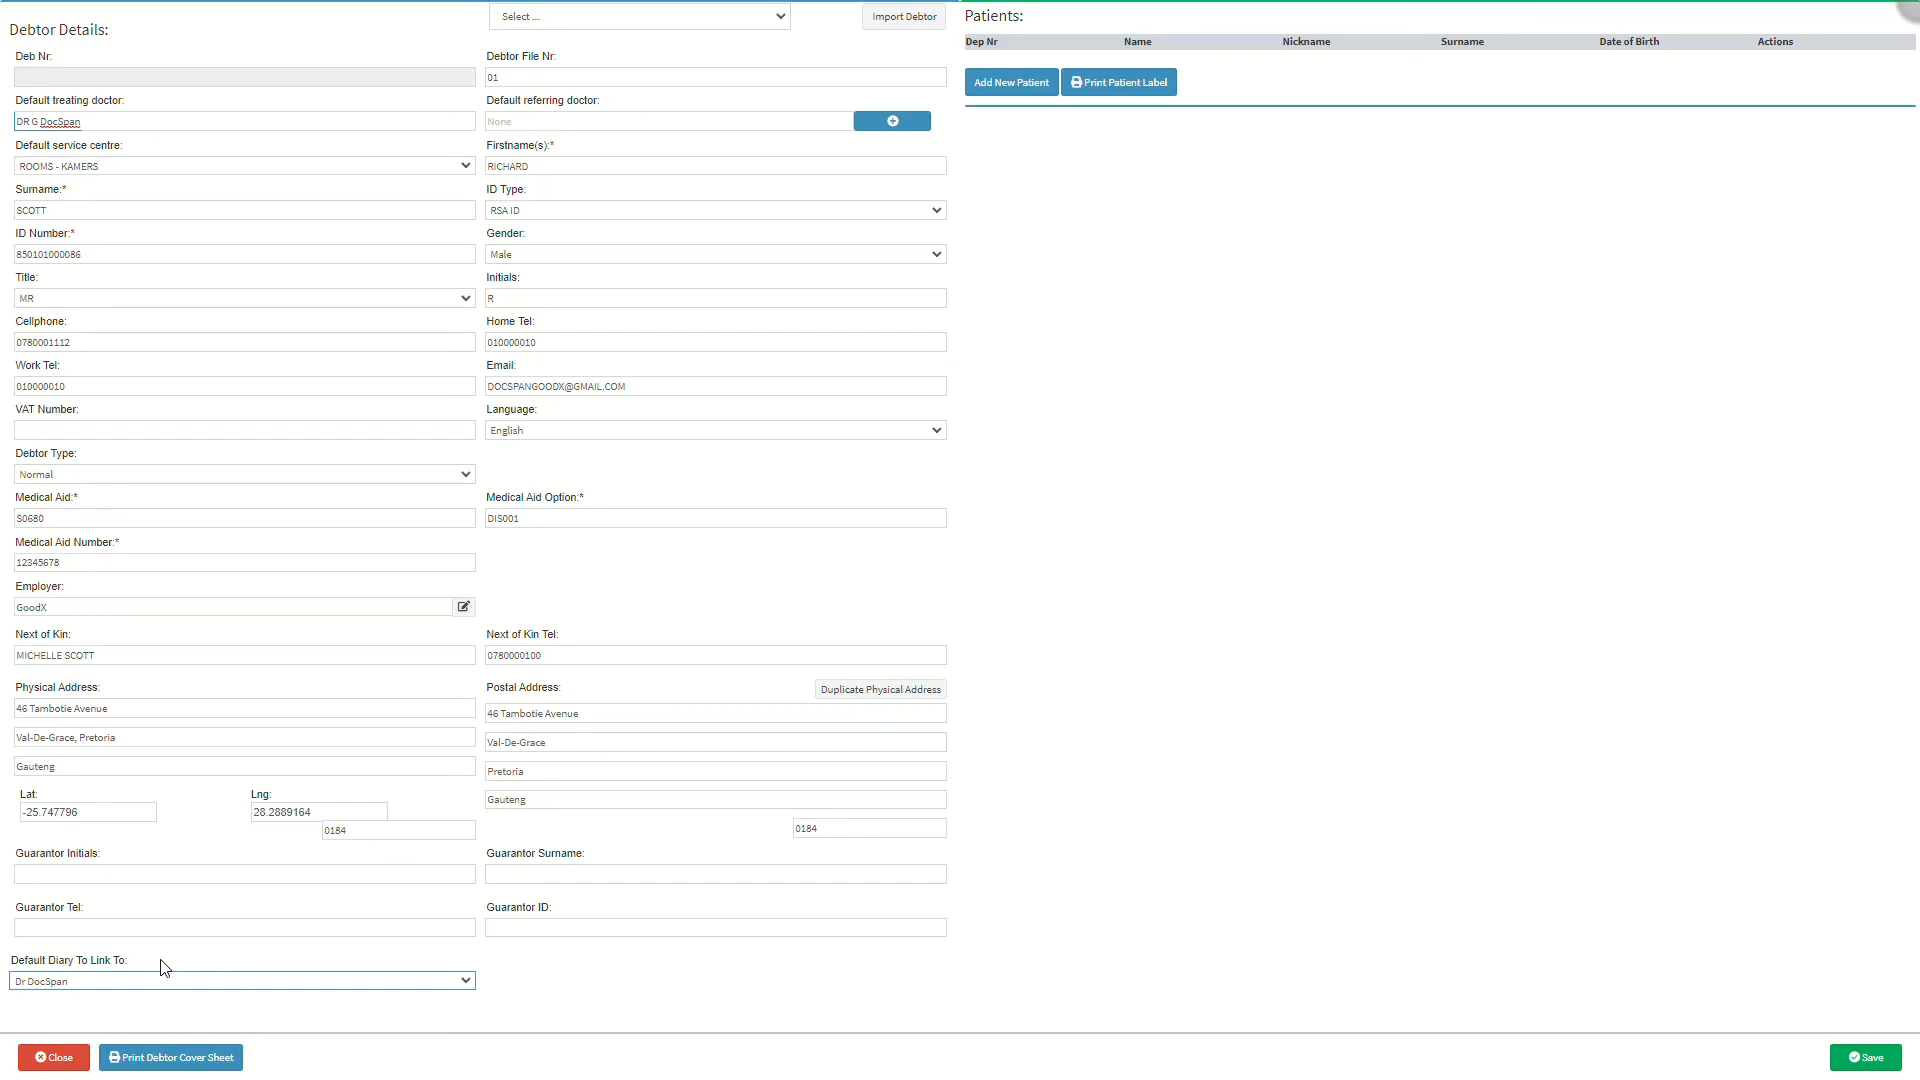 Select ...
Import Debtor
Debtor Details:
Deb Nr:
Debtor File Nr:
01
Default treating doctor:
Default referring doctor:
DR G DocSpan
None
Default service centre:
Firstname(s):*
ROOMS - KAMERS
RICHARD
Surname:*
ID Type:
SCOTT
RSA ID
ID Number:*
Gender:
850101000086
Male
Title:
Initials:
MR
R
Cellphone:
Home Tel:
0780001112
010000010
Work Tel:
Email:
010000010
DOCSPANGOODX@GMAIL.COM
VAT Number:
Language:
English
Debtor Type:
Normal
Medical Aid:*
Medical Aid Option:*
S0680
DIS001
Medical Aid Number:*
12345678
Employer:
GoodX
Next of Kin:
Next of Kin Tel:
MICHELLE SCOTT
0780000100
Physical Address:
Postal Address:
Duplicate Physical Address
46 Tambotie Avenue
46 Tambotie Avenue
Val-De-Grace, Pretoria
Val-De-Grace
Gauteng
Pretoria
Lat:
Lng:
Gauteng
-25.747796
28.2889164
0184
0184
Guarantor Initials:
Guarantor Surname:
Guarantor Tel:
Guarantor ID:
Default Diary To Link To:
Dr DocSpan
Close
Print Debtor Cover Sheet
Patients:
Dep Nr Name Nickname Surname Date of Birth Actions
Add New Patient
Print Patient Label
Save